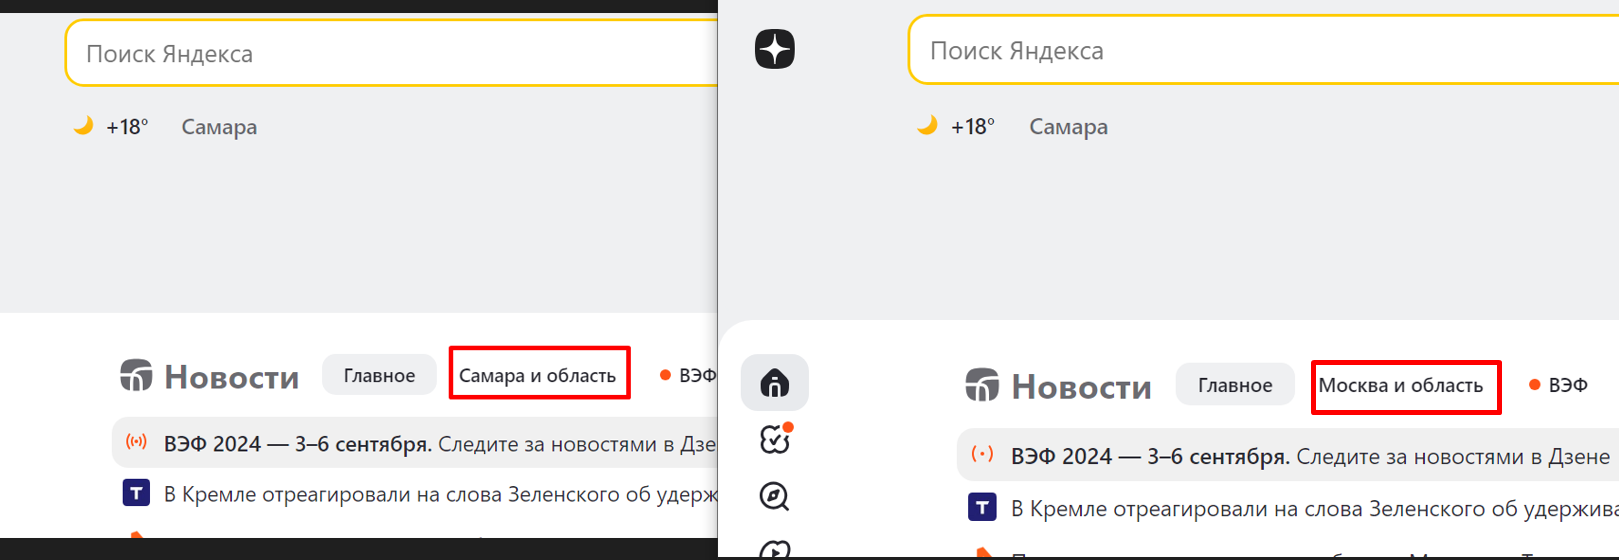 Поиск Яндекса
+18° Самара
Новости Главное Самара и область ВЭФ
ВЭФ 2024 — 3–6 сентября. Следите за новостями в Дзе
Т В Кремле отреагировали на слова Зеленского об удерж
Поиск Яндекса
+18° Самара
Новости Главное Москва и область ВЭФ
ВЭФ 2024 — 3–6 сентября. Следите за новостями в Дзене
Т В Кремле отреагировали на слова Зеленского об удержива